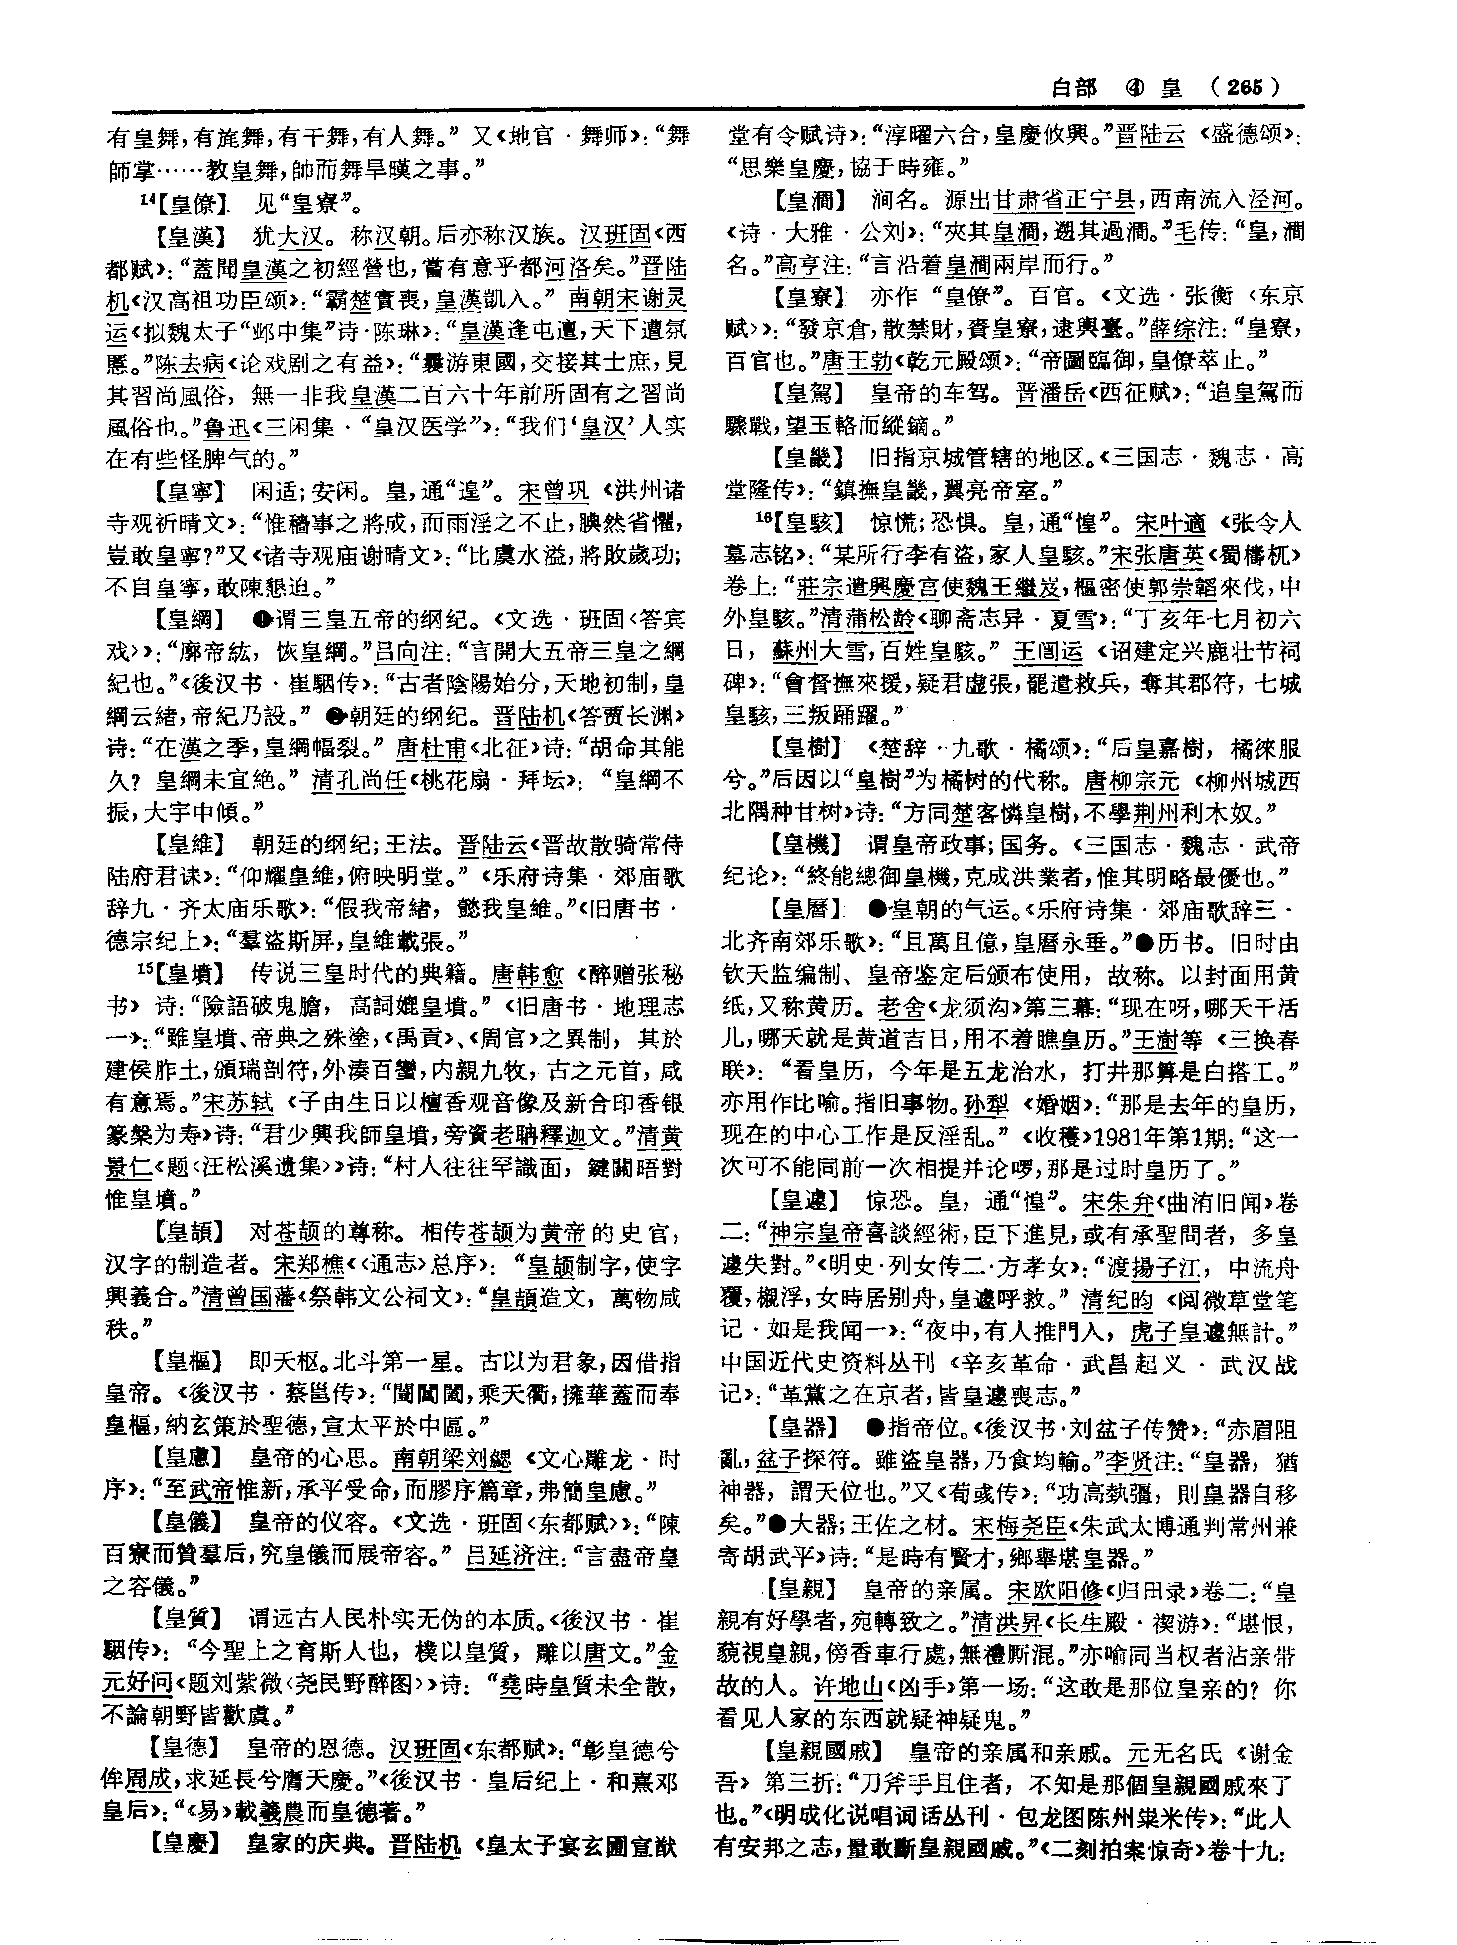 白部 ④ 皇 (265)
有皇舞,有旄舞,有干舞,有人舞。”又《地官·舞师》:“舞
師掌……教皇舞,帥而舞旱暵之事。”
14【皇僚】 见“皇寮”。
【皇漢】 犹大汉。称汉朝。后亦称汉族。汉班固《西
都赋》:“蓋聞皇漢之初經營也,嘗有意乎都河洛矣。”晋陆
机《汉高祖功臣颂》:“霸楚實喪,皇漢凱入。”南朝宋谢灵
运《拟魏太子“邺中集”诗·陈琳》:“皇漢逢屯邅,天下遭氛
慝。”陈去病《论戏剧之有益》:“曩游東國,交接其士庶,見
其習尚風俗,無一非我皇漢二百六十年前所固有之習尚
風俗也。”鲁迅《三闲集·“皇汉医学”》:“我们‘皇汉’人实
在有些怪脾气的。”
【皇寧】 闲适;安闲。皇,通“遑”。宋曾巩《洪州诸
寺观祈晴文》:“惟穡事之將成,而雨淫之不止,腆然省懼,
豈敢皇寧?”又《诸寺观庙谢晴文》:“比虞水溢,將敗歲功;
不自皇寧,敢陳懇迫。”
【皇綱】 ❶谓三皇五帝的纲纪。《文选·班固〈答宾
戏〉》:“廓帝紘,恢皇綱。”吕向注:“言開大五帝三皇之綱
紀也。”《後汉书·崔駰传》:“古者陰陽始分,天地初制,皇
綱云緒,帝紀乃設。”❷朝廷的纲纪。晋陆机《答贾长渊》
诗:“在漢之季,皇綱幅裂。”唐杜甫《北征》诗:“胡命其能
久?皇綱未宜絶。”清孔尚任《桃花扇·拜坛》:“皇綱不
振,大宇中傾。”
【皇維】 朝廷的纲纪;王法。晋陆云《晋故散骑常侍
陆府君诔》:“仰耀皇維,俯映明堂。”《乐府诗集·郊庙歌
辞九·齐太庙乐歌》:“假我帝緒,懿我皇維。”《旧唐书·
德宗纪上》:“羣盜斯屏,皇維載張。”
15【皇墳】 传说三皇时代的典籍。唐韩愈《醉赠张秘
书》诗:“險語破鬼膽,高詞媲皇墳。”《旧唐书·地理志
一》:“雖皇墳、帝典之殊塗,《禹貢》、《周官》之異制,其於
建侯胙土,頒瑞剖符,外湊百蠻,内親九牧,古之元首,咸
有意焉。”宋苏轼《子由生日以檀香观音像及新合印香银
篆槃为寿》诗:“君少與我師皇墳,旁資老聃釋迦文。”清黄
景仁《题〈汪松溪遗集〉》诗:“村人往往罕識面,鍵關晤對
惟皇墳。”
【皇頡】 对苍颉的尊称。相传苍颉为黄帝的史官,
汉字的制造者。宋郑樵《〈通志〉总序》:“皇頡制字,使字
與義合。”清曾国藩《祭韩文公祠文》:“皇頡造文,萬物咸
秩。”
【皇樞】 即天枢。北斗第一星。古以为君象,因借指
皇帝。《後汉书·蔡邕传》:“闓閶闔,乘天衢,擁華蓋而奉
皇樞,納玄策於聖德,宣太平於中區。”
【皇慮】 皇帝的心思。南朝梁刘勰《文心雕龙·时
序》:“至武帝惟新,承平受命,而膠序篇章,弗簡皇慮。”
【皇儀】 皇帝的仪容。《文选·班固〈东都赋〉》:“陳
百寮而贊羣后,究皇儀而展帝容。”吕延济注:“言盡帝皇
之容儀。”
【皇質】 谓远古人民朴实无伪的本质。《後汉书·崔
駰传》:“今聖上之育斯人也,樸以皇質,雕以唐文。”金
元好问《题刘紫微〈尧民野醉图〉》诗:“堯時皇質未全散,
不論朝野皆歡虞。”
【皇德】 皇帝的恩德。汉班固《东都赋》:“彰皇德兮
侔周成,求延長兮膺天慶。”《後汉书·皇后纪上·和熹邓
皇后》:“《易》載羲農而皇德著。”
【皇慶】 皇家的庆典。晋陆机《皇太子宴玄圃宣猷
堂有令赋诗》:“淳曜六合,皇慶攸興。”晋陆云《盛德颂》:
“思樂皇慶,協于時雍。”
【皇澗】 涧名。源出甘肃省正宁县,西南流入泾河。
《诗·大雅·公刘》:“夾其皇澗,遡其過澗。”毛传:“皇,澗
名。”高亨注:“言沿着皇澗兩岸而行。”
【皇寮】 亦作“皇僚”。百官。《文选·张衡〈东京
赋〉》:“發京倉,散禁財,賚皇寮,逮輿臺。”薛综注:“皇寮,
百官也。”唐王勃《乾元殿颂》:“帝圖臨御,皇僚萃止。”
【皇駕】 皇帝的车驾。晋潘岳《西征赋》:“追皇駕而
驟戰,望玉輅而縱鏑。”
【皇畿】 旧指京城管辖的地区。《三国志·魏志·高
堂隆传》:“鎮撫皇畿,翼亮帝室。”
16【皇駭】 惊慌;恐惧。皇,通“惶”。宋叶適《张令人
墓志铭》:“某所行李有盜,家人皇駭。”宋张唐英《蜀檮杌》
卷上:“莊宗遣興慶宫使魏王繼岌,樞密使郭崇韜來伐,中
外皇駭。”清蒲松龄《聊斋志异·夏雪》:“丁亥年七月初六
日,蘇州大雪,百姓皇駭。”王闿运《诏建定兴鹿壮节祠
碑》:“會督撫來援,疑君虚張,罷遣救兵,奪其郡符,七城
皇駭,三叛踊躍。”
【皇樹】 《楚辞·九歌·橘颂》:“后皇嘉樹,橘徠服
兮。”后因以“皇樹”为橘树的代称。唐柳宗元《柳州城西
北隅种甘树》诗:“方同楚客憐皇樹,不學荆州利木奴。”
【皇機】 谓皇帝政事;国务。《三国志·魏志·武帝
纪论》:“終能總御皇機,克成洪業者,惟其明略最優也。”
【皇曆】 ●皇朝的气运。《乐府诗集·郊庙歌辞三·
北齐南郊乐歌》:“且萬且億,皇曆永垂。”●历书。旧时由
钦天监编制、皇帝鉴定后颁布使用,故称。以封面用黄
纸,又称黄历。老舍《龙须沟》第三幕:“现在呀,哪天干活
儿,哪天就是黄道吉日,用不着瞧皇历。”王澍等《三换春
联》:“看皇历,今年是五龙治水,打井那算是白搭工。”
亦用作比喻。指旧事物。孙犁《婚姻》:“那是去年的皇历,
现在的中心工作是反淫乱。”《收穫》1981年第1期:“这一
次可不能同前一次相提并论啰,那是过时皇历了。”
【皇遽】 惊恐。皇,通“惶”。宋朱弁《曲洧旧闻》卷
二:“神宗皇帝喜談經術,臣下進見,或有承聖問者,多皇
遽失對。”《明史·列女传二·方孝女》:“渡揚子江,中流舟
覆,櫬浮,女時居别舟,皇遽呼救。”清纪昀《阅微草堂笔
记·如是我闻一》:“夜中,有人推門入,虎子皇遽無計。”
中国近代史资料丛刊《辛亥革命·武昌起义·武汉战
记》:“革黨之在京者,皆皇遽喪志。”
【皇器】 ●指帝位。《後汉书·刘盆子传赞》:“赤眉阻
亂,盆子探符。雖盜皇器,乃食均輸。”李贤注:“皇器,猶
神器,謂天位也。”又《荀彧传》:“功高埶彊,則皇器自移
矣。”●大器;王佐之材。宋梅尧臣《朱武太博通判常州兼
寄胡武平》诗:“是時有賢才,鄉舉堪皇器。”
【皇親】 皇帝的亲属。宋欧阳修《归田录》卷二:“皇
親有好學者,宛轉致之。”清洪昇《长生殿·禊游》:“堪恨,
藐視皇親,傍香車行處,無禮厮混。”亦喻同当权者沾亲带
故的人。许地山《凶手》第一场:“这敢是那位皇亲的?你
看见人家的东西就疑神疑鬼。”
【皇親國戚】 皇帝的亲属和亲戚。元无名氏《谢金
吾》第三折:“刀斧手且住者,不知是那個皇親國戚來了
也。”《明成化说唱词话丛刊·包龙图陈州粜米传》:“此人
有安邦之志,量敢斷皇親國戚。”《二刻拍案惊奇》卷十九: